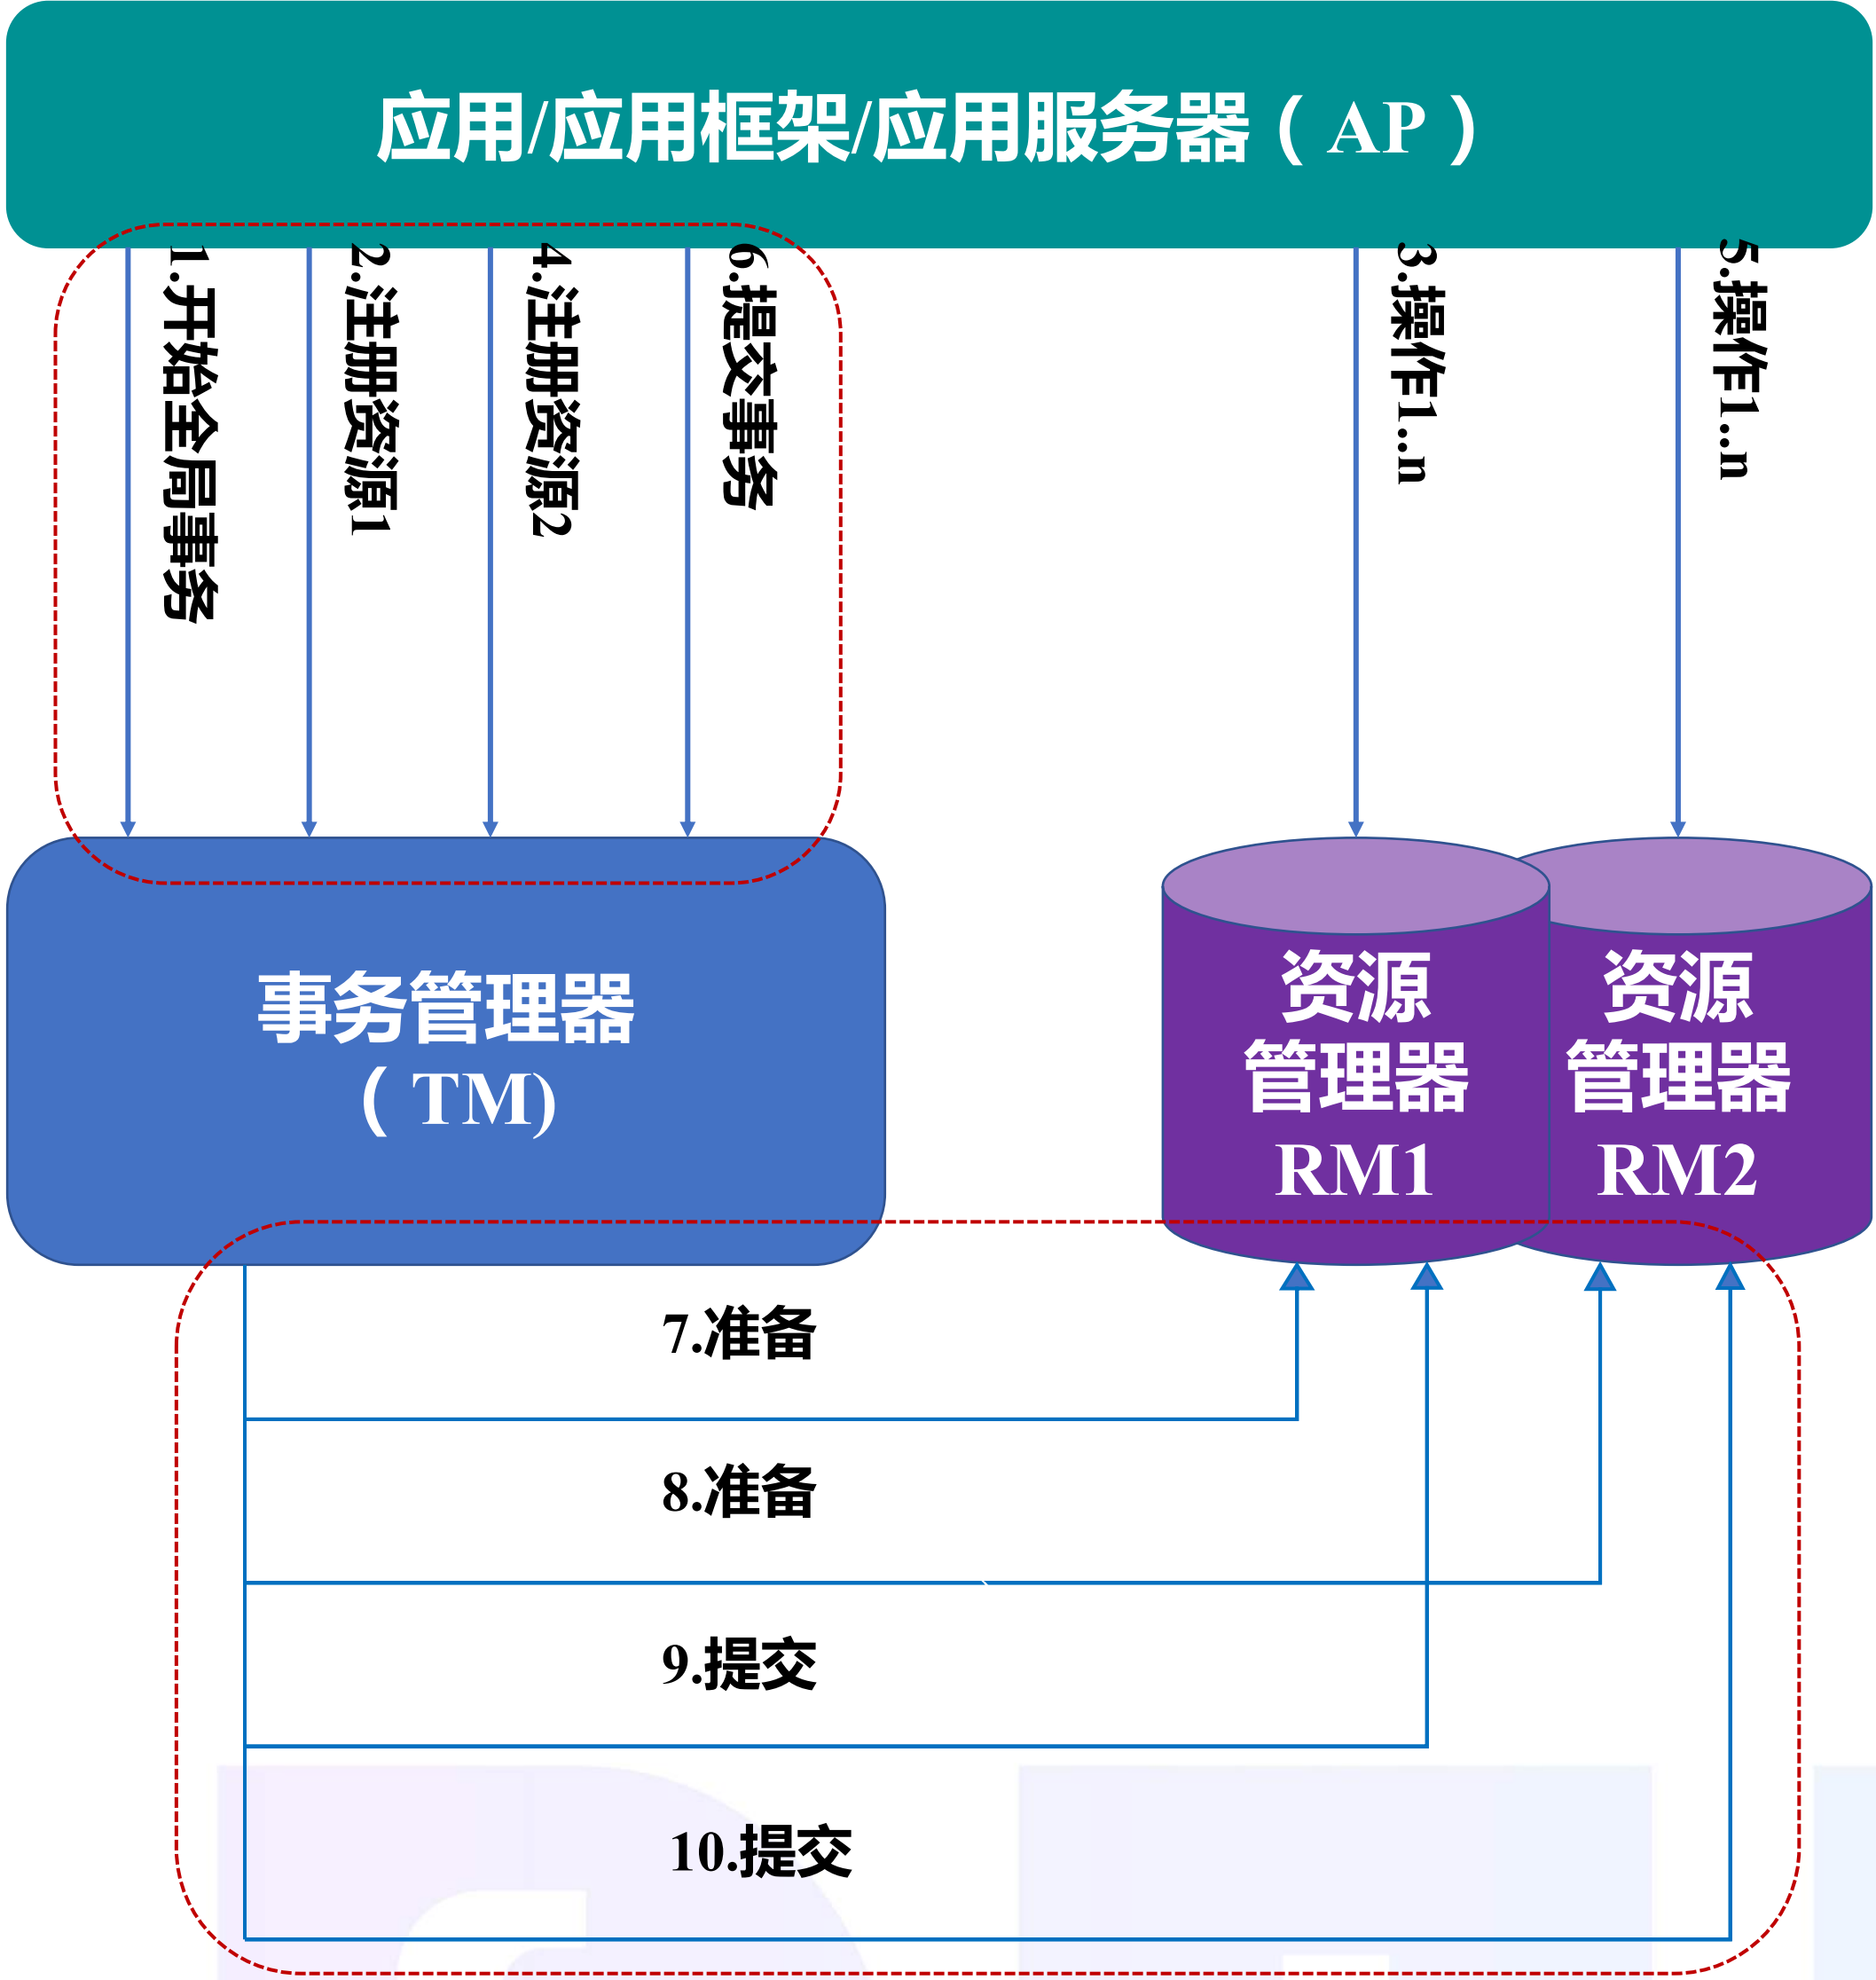 应用/应用框架/应用服务器（AP）
1.开始全局事务
2.注册资源1
4.注册资源2
6.提交事务
3.操作1..n
5.操作1..n
事务管理器
（TM)
资源
管理器
RM1
资源
管理器
RM2
7.准备
8.准备
9.提交
10.提交